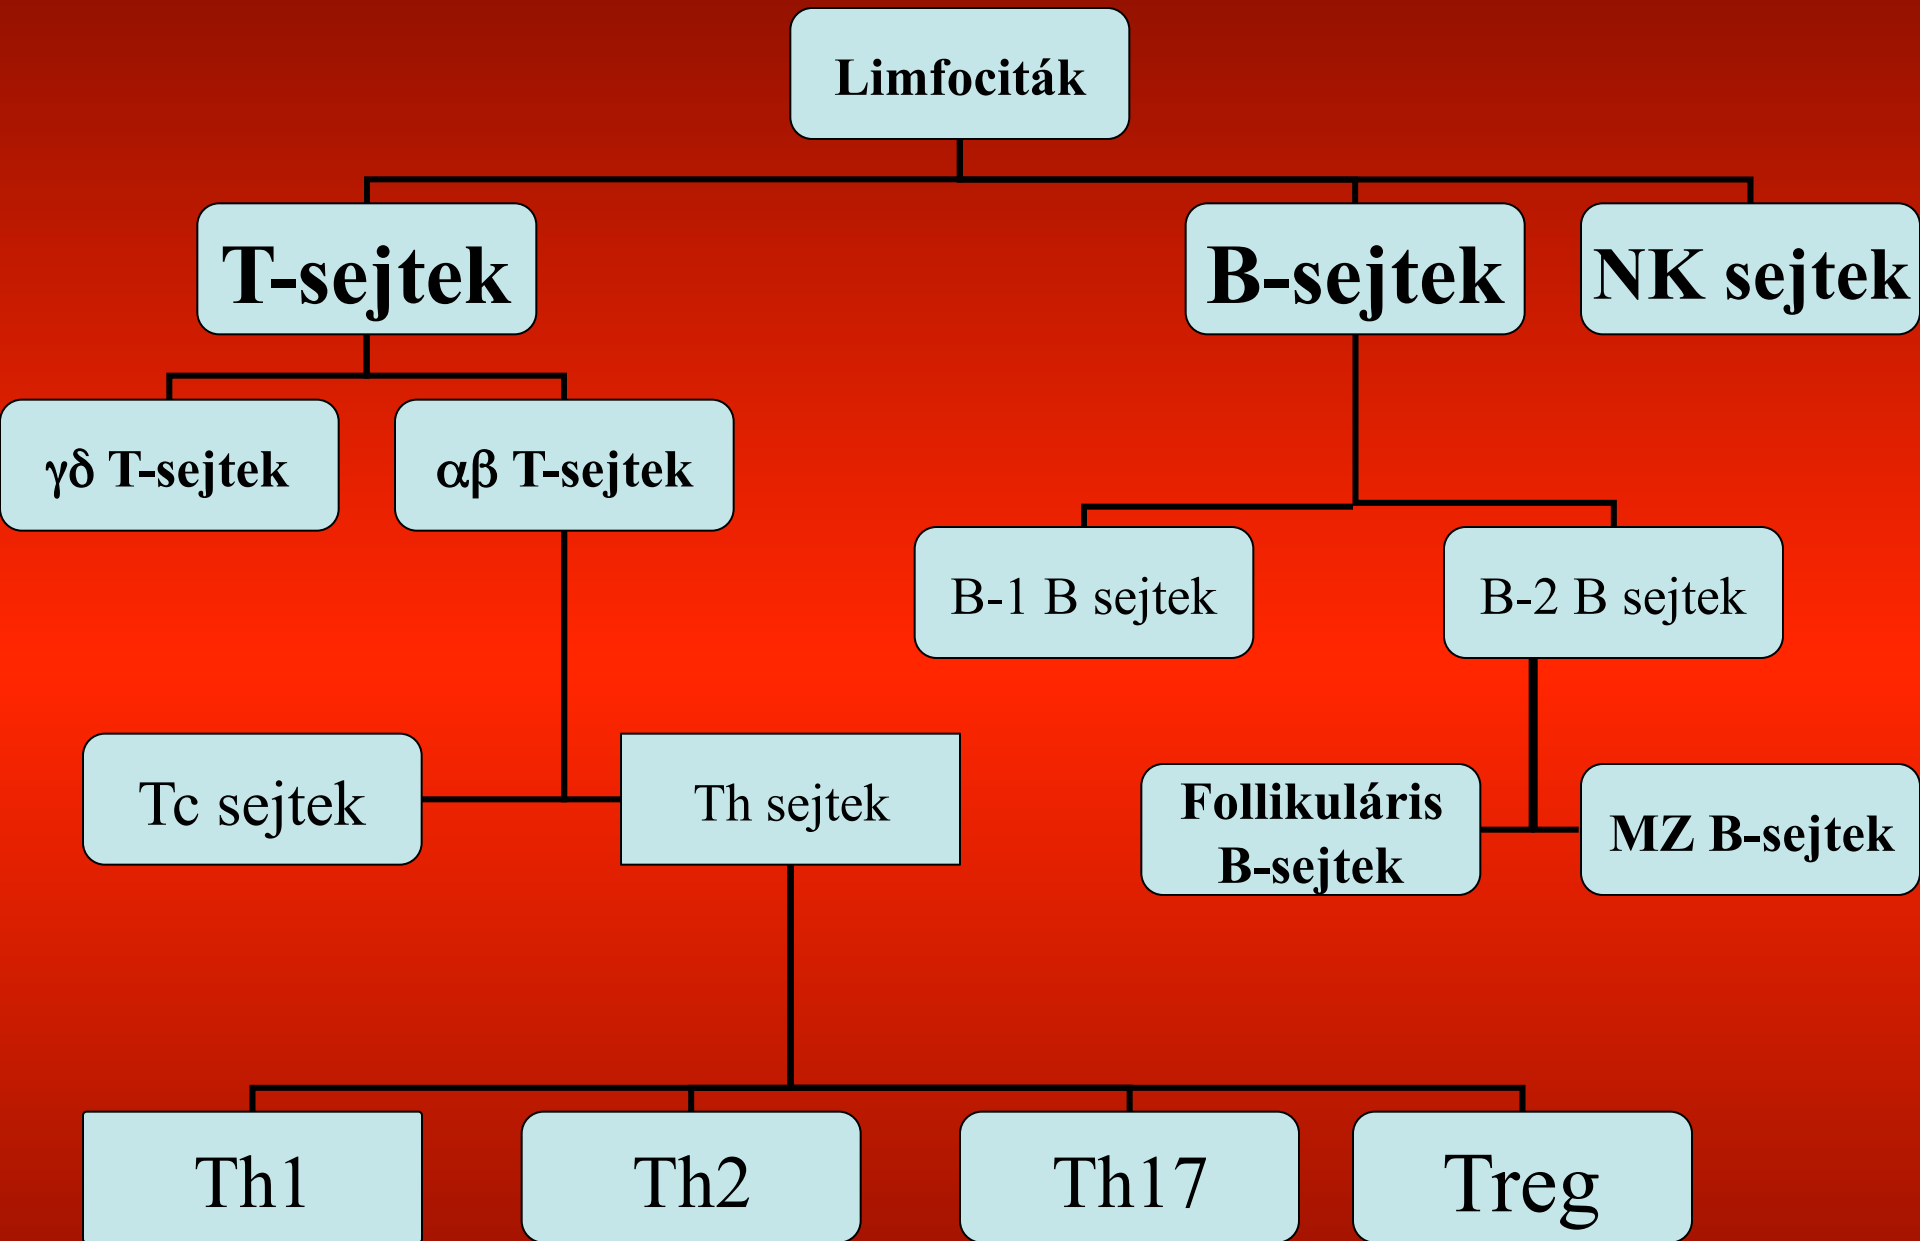 Limfociták
T-sejtek
B-sejtek
NK sejtek
γδ T-sejtek
αβ T-sejtek
B-1 B sejtek
B-2 B sejtek
Tc sejtek
Th sejtek
Follikuláris
B-sejtek
MZ B-sejtek
Th1
Th2
Th17
Treg